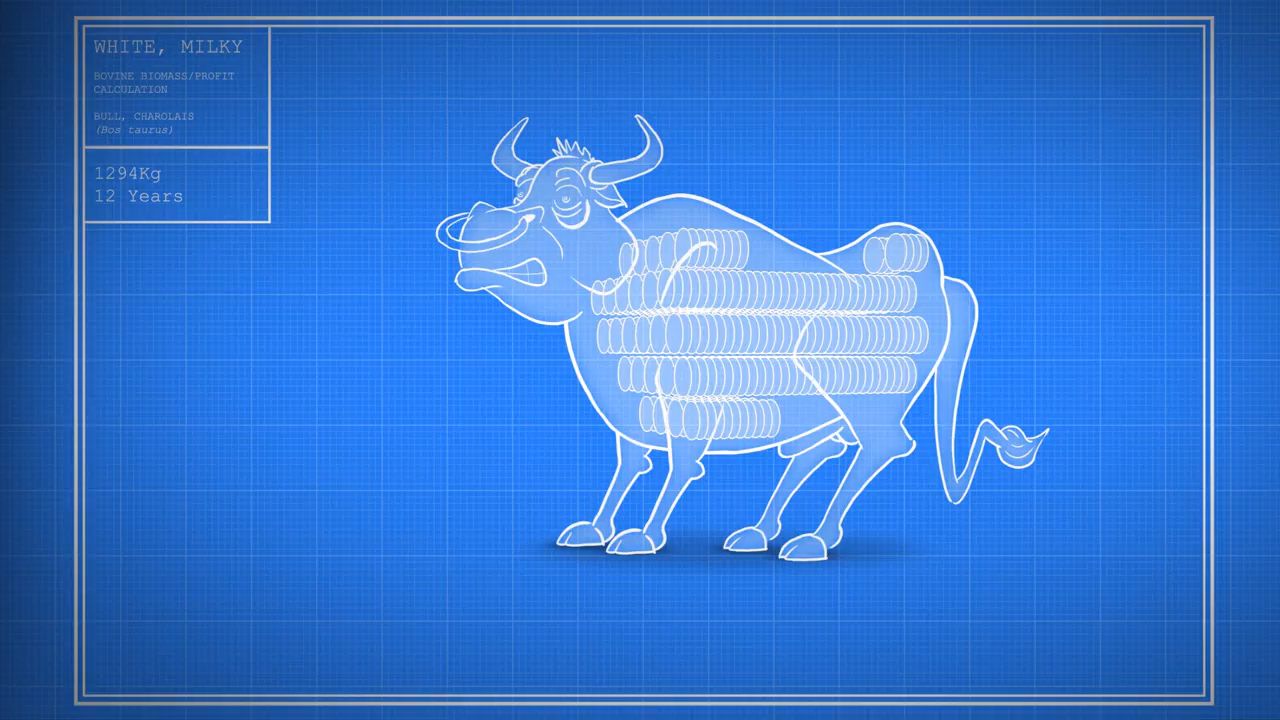 WHITE, MILKY
BOVINE BIOMASS/PROFIT
CALCULATION
BULL, CHAROLAIS
(Bos taurus)
1294Kg
12 Years